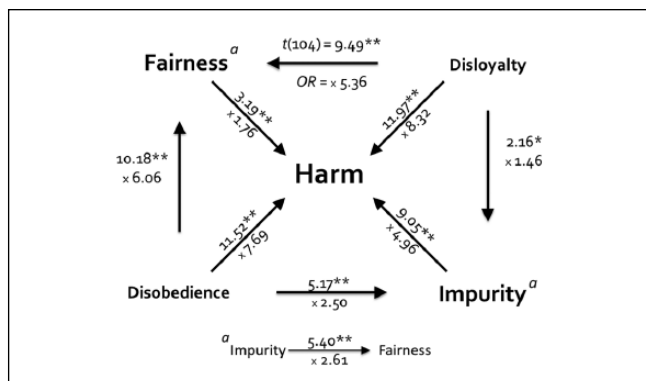 t(104) = 9.49**
Fairness a
Disloyalty
OR = x 5.36
3.19**
x 1.76
11.97**
x 8.32
10.18**
x 6.06
2.16*
x 1.46
Harm
11.52**
x 7.69
9.05**
x 4.96
Disobedience
5.17**
x 2.50
Impurity a
a Impurity
5.40**
x 2.61
Fairness